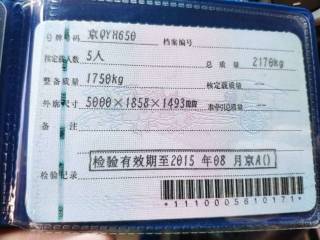 号牌号码 京QYH650 档案编号
核定载人数 5人 总 质 量 2170kg
整备质量 1750kg 核定载质量
外廓尺寸 5000×1858×1493 准牵引总质量
备 注
检验有效期至2015 年08 月京A()
检验记录
*1110005610171*